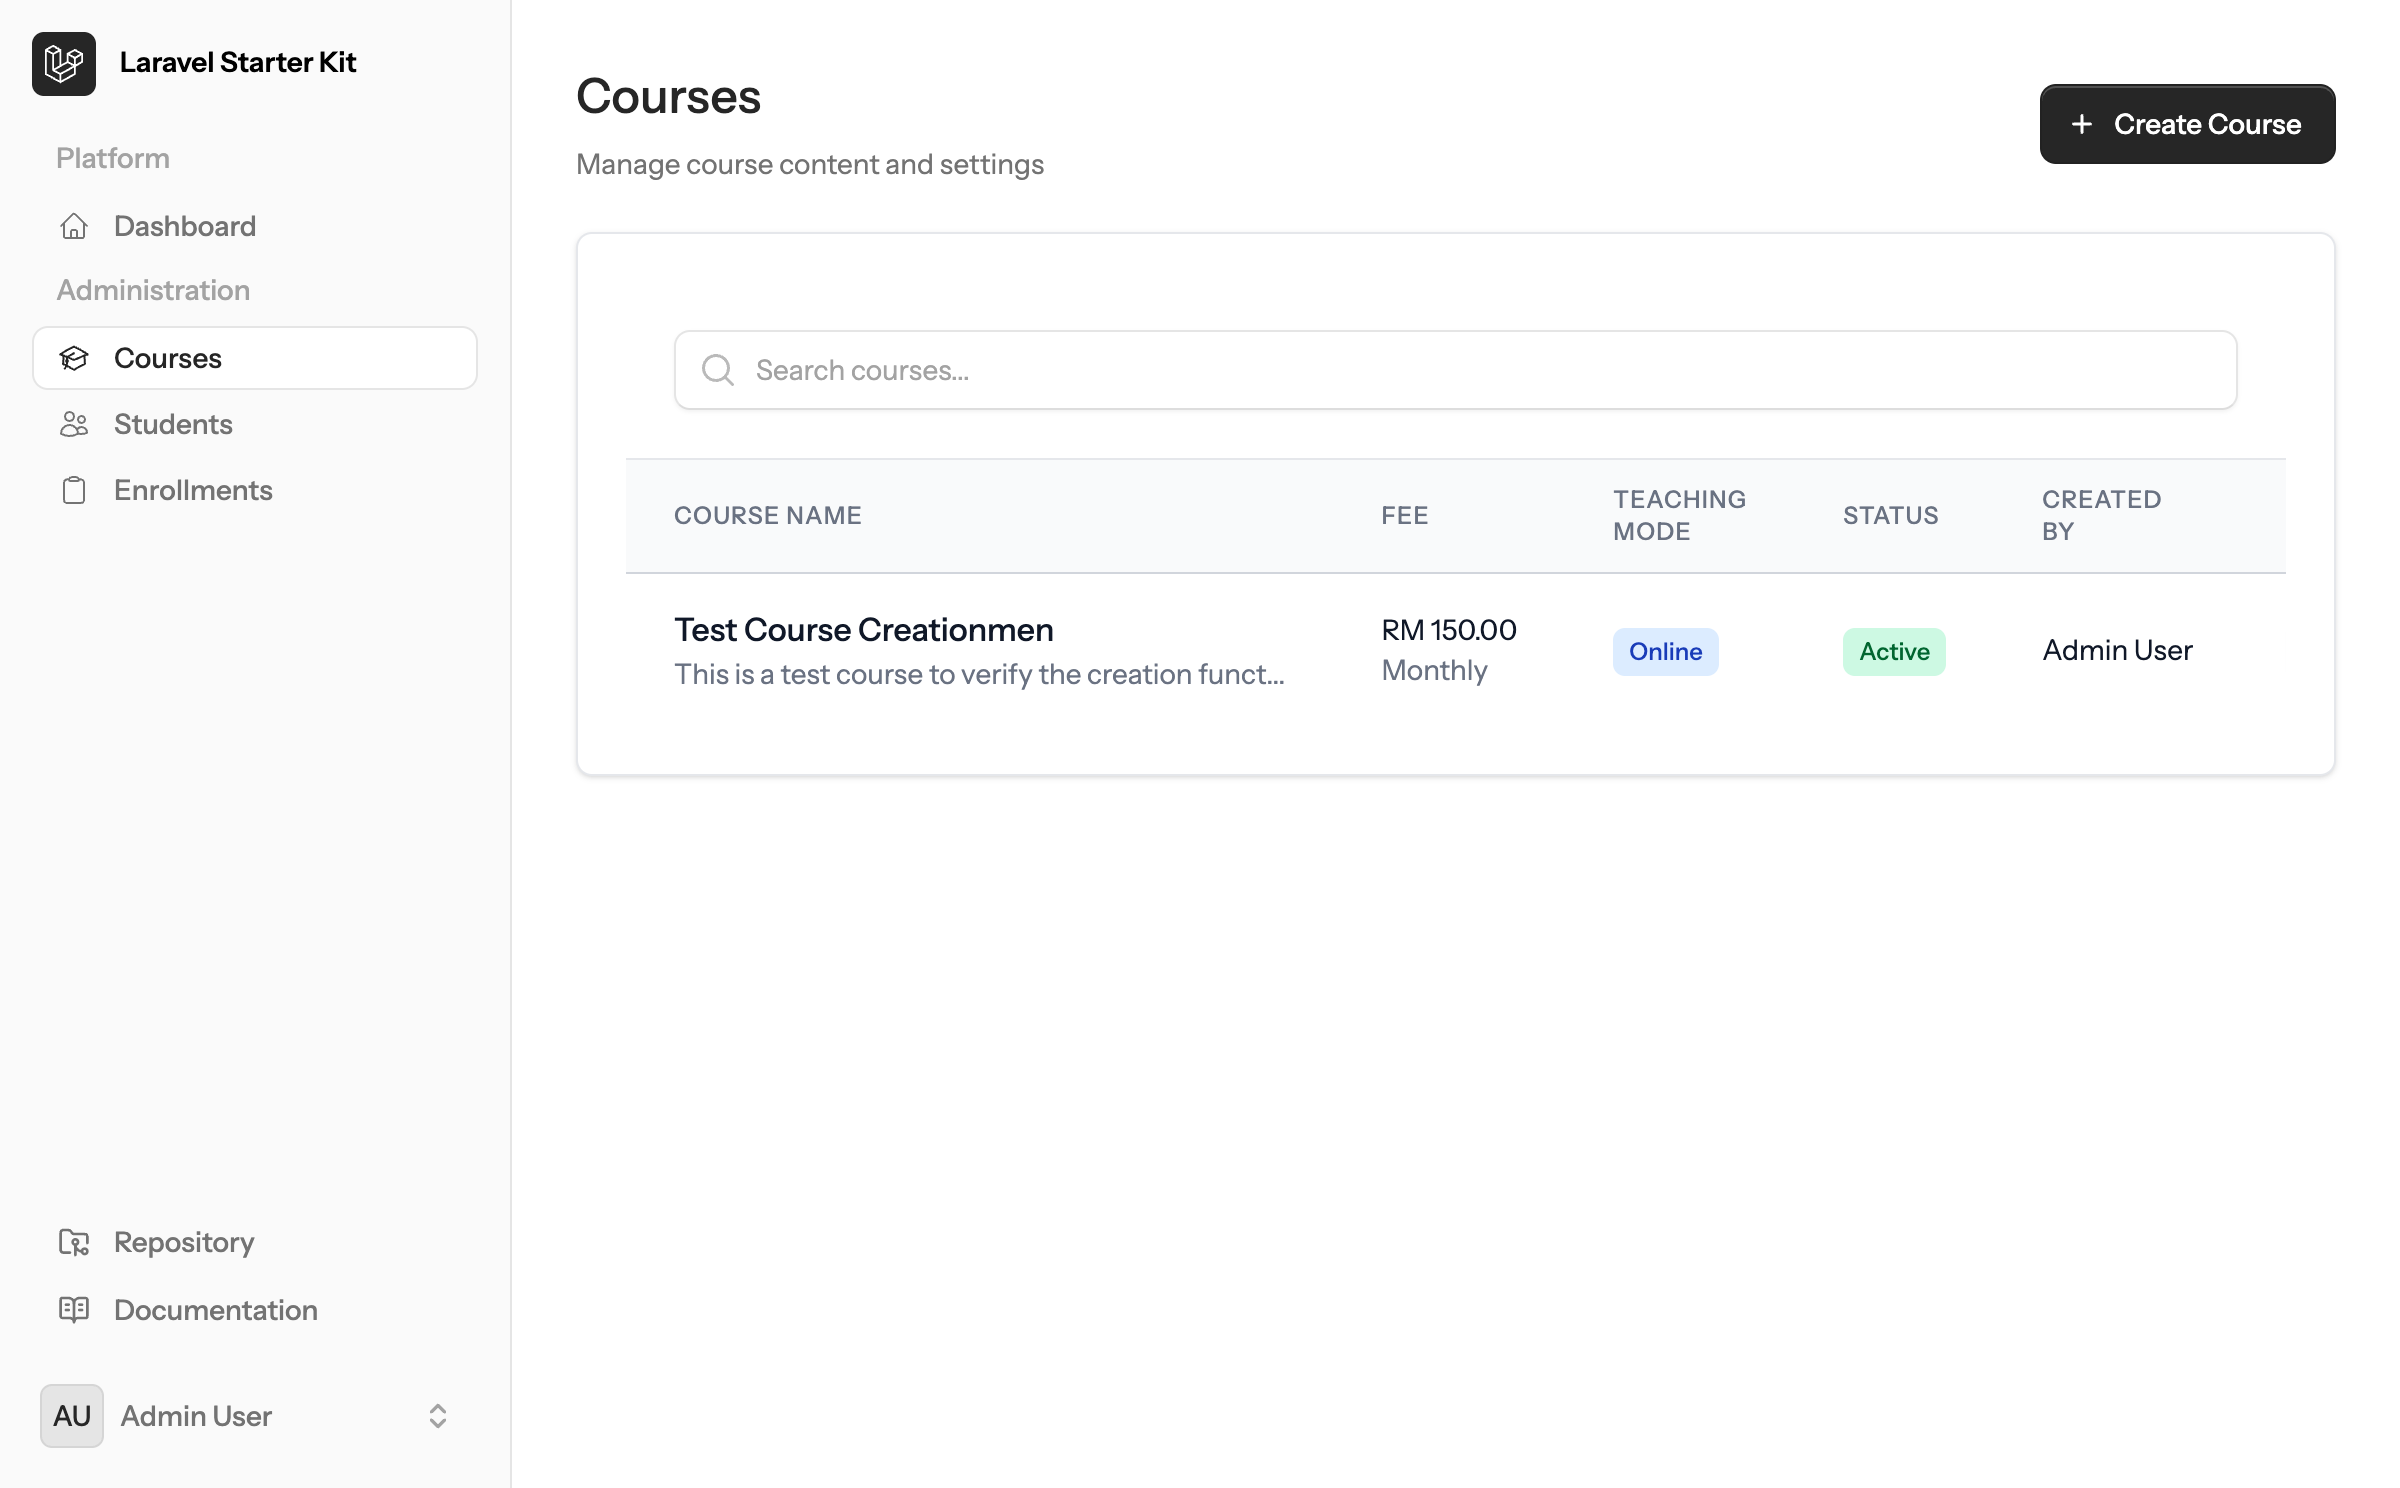 Laravel Starter Kit
Platform
Dashboard
Administration
Courses
Students
Enrollments
Repository
Documentation
AU Admin User
Courses
Manage course content and settings
+ Create Course
Search courses...
COURSE NAME
FEE
TEACHING
MODE
STATUS
CREATED
BY
Test Course Creationmen
This is a test course to verify the creation funct...
RM 150.00
Monthly
Online
Active
Admin User